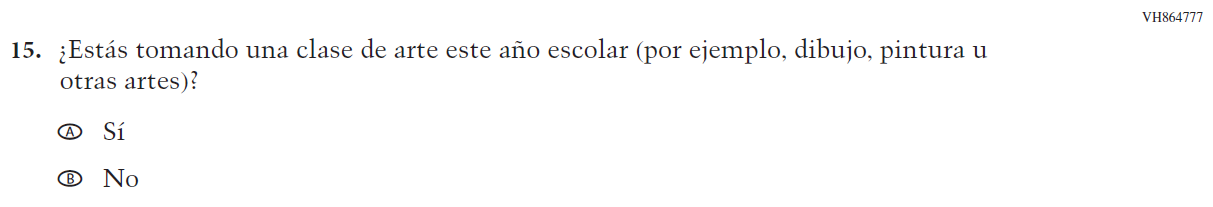 VH864777
15. ¿Estás tomando una clase de arte este año escolar (por ejemplo, dibujo, pintura u
otras artes)?
A Sí
B No